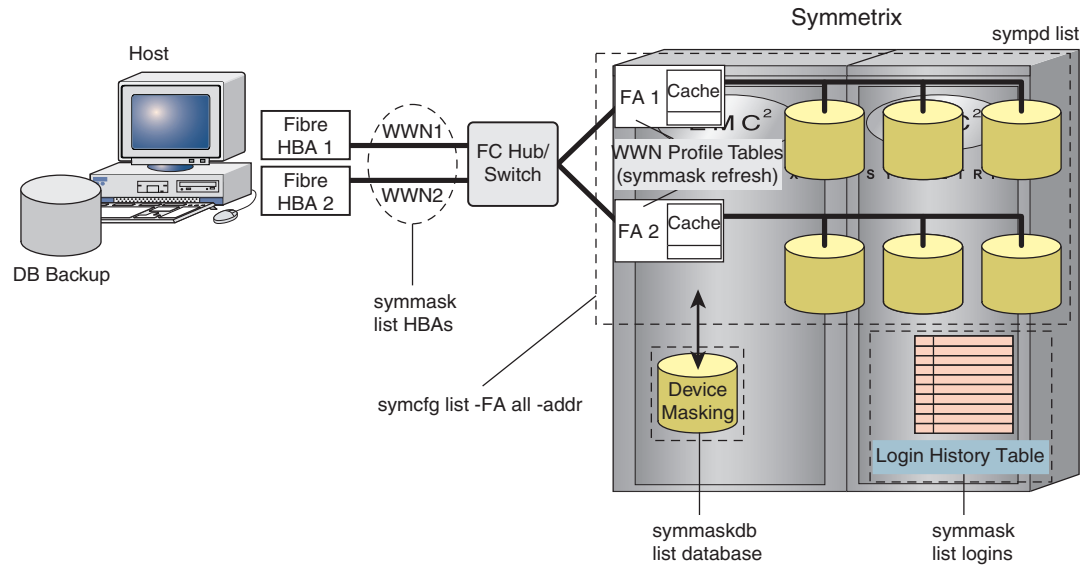 Symmetrix
sympd list
Host
Fibre
HBA 1
Fibre
HBA 2
WWN1
WWN2
FC Hub/
Switch
FA 1
Cache
WWN Profile Tables
(symmask refresh)
FA 2
Cache
DB Backup
symmask
list HBAs
symcfg list -FA all -addr
Device
Masking
Login History Table
symmaskdb
list database
symmask
list logins